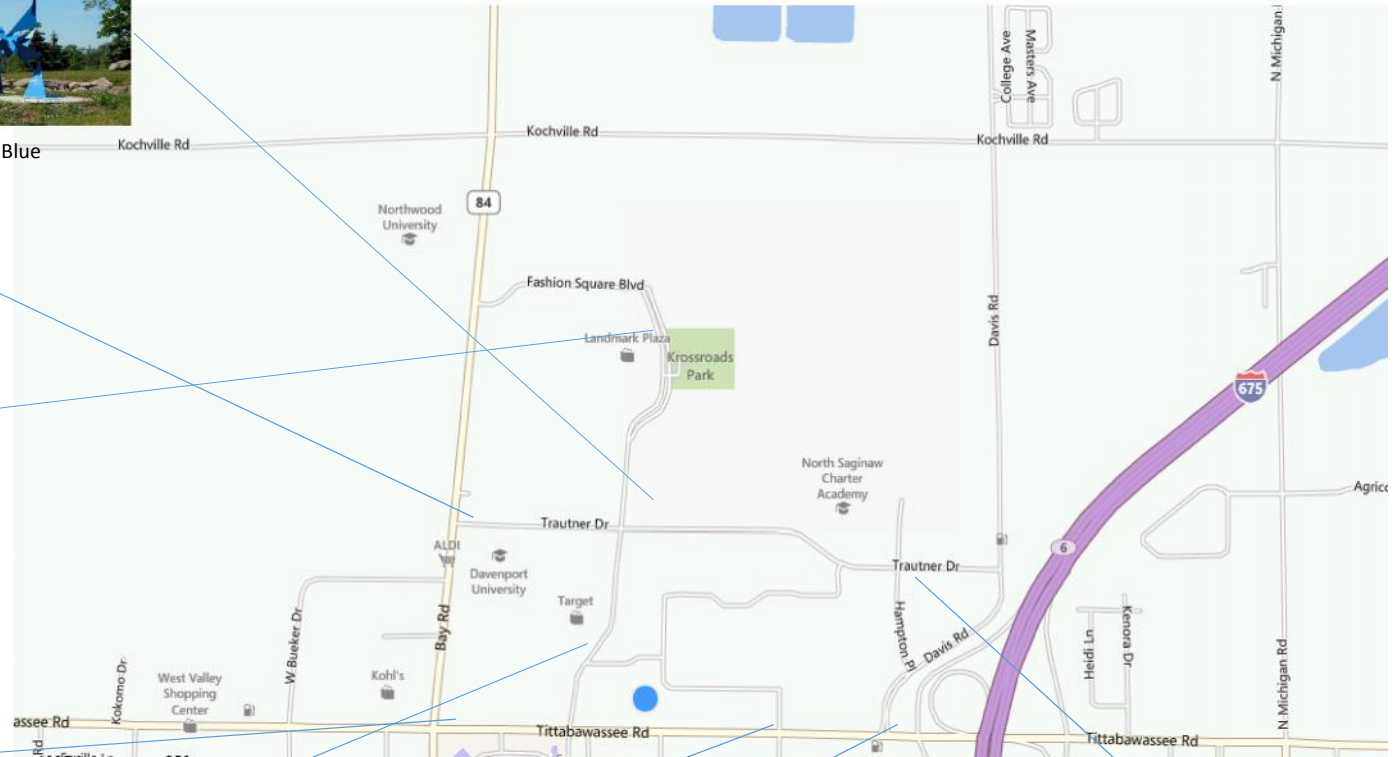 Blue
Kochville Rd
Kochville Rd
Kochville Rd
College Ave
Masters Ave
N Michigan
84
Northwood
University
Fashion Square Blvd
Landmark Plaza
Krossroads
Park
Davis Rd
675
North Saginaw
Charter
Academy
Trautner Dr
ALDI
Davenport
University
Target
Trautner Dr
6
Bay Rd
W Bueker Dr
Kokomo Dr
West Valley
Shopping
Center
Kohl's
Hampton Pl
Davis Rd
Heidi Ln
Kenora Dr
N Michigan Rd
assee Rd
Tittabawassee Rd
Tittabawassee Rd
Rd